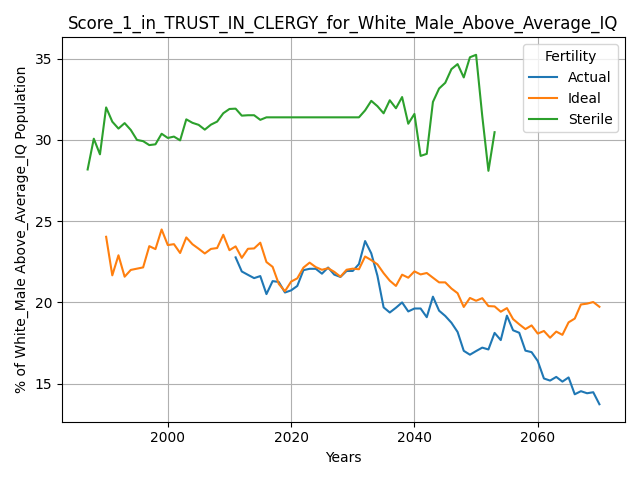 Score_1_in_TRUST_IN_CLERGY_for_White_Male_Above_Average_IQ
% of White_Male Above_Average_IQ Population
35
30
25
20
15
Fertility
Actual
Ideal
Sterile
2000
2020
2040
2060
Years